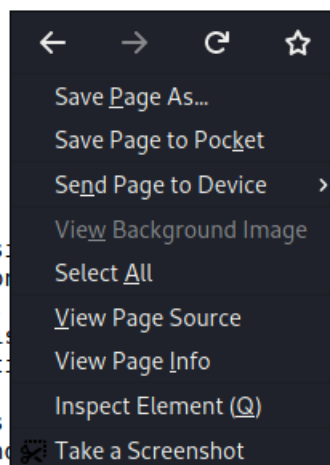 Save Page As...
Save Page to Pocket
Send Page to Device
View Background Image
Select All
View Page Source
View Page Info
Inspect Element (Q)
Take a Screenshot